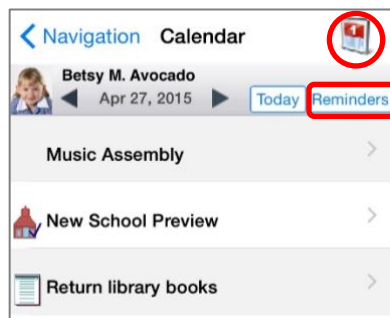 Navigation Calendar
Betsy M. Avocado
Apr 27, 2015 Today Reminders
Music Assembly
New School Preview
Return library books